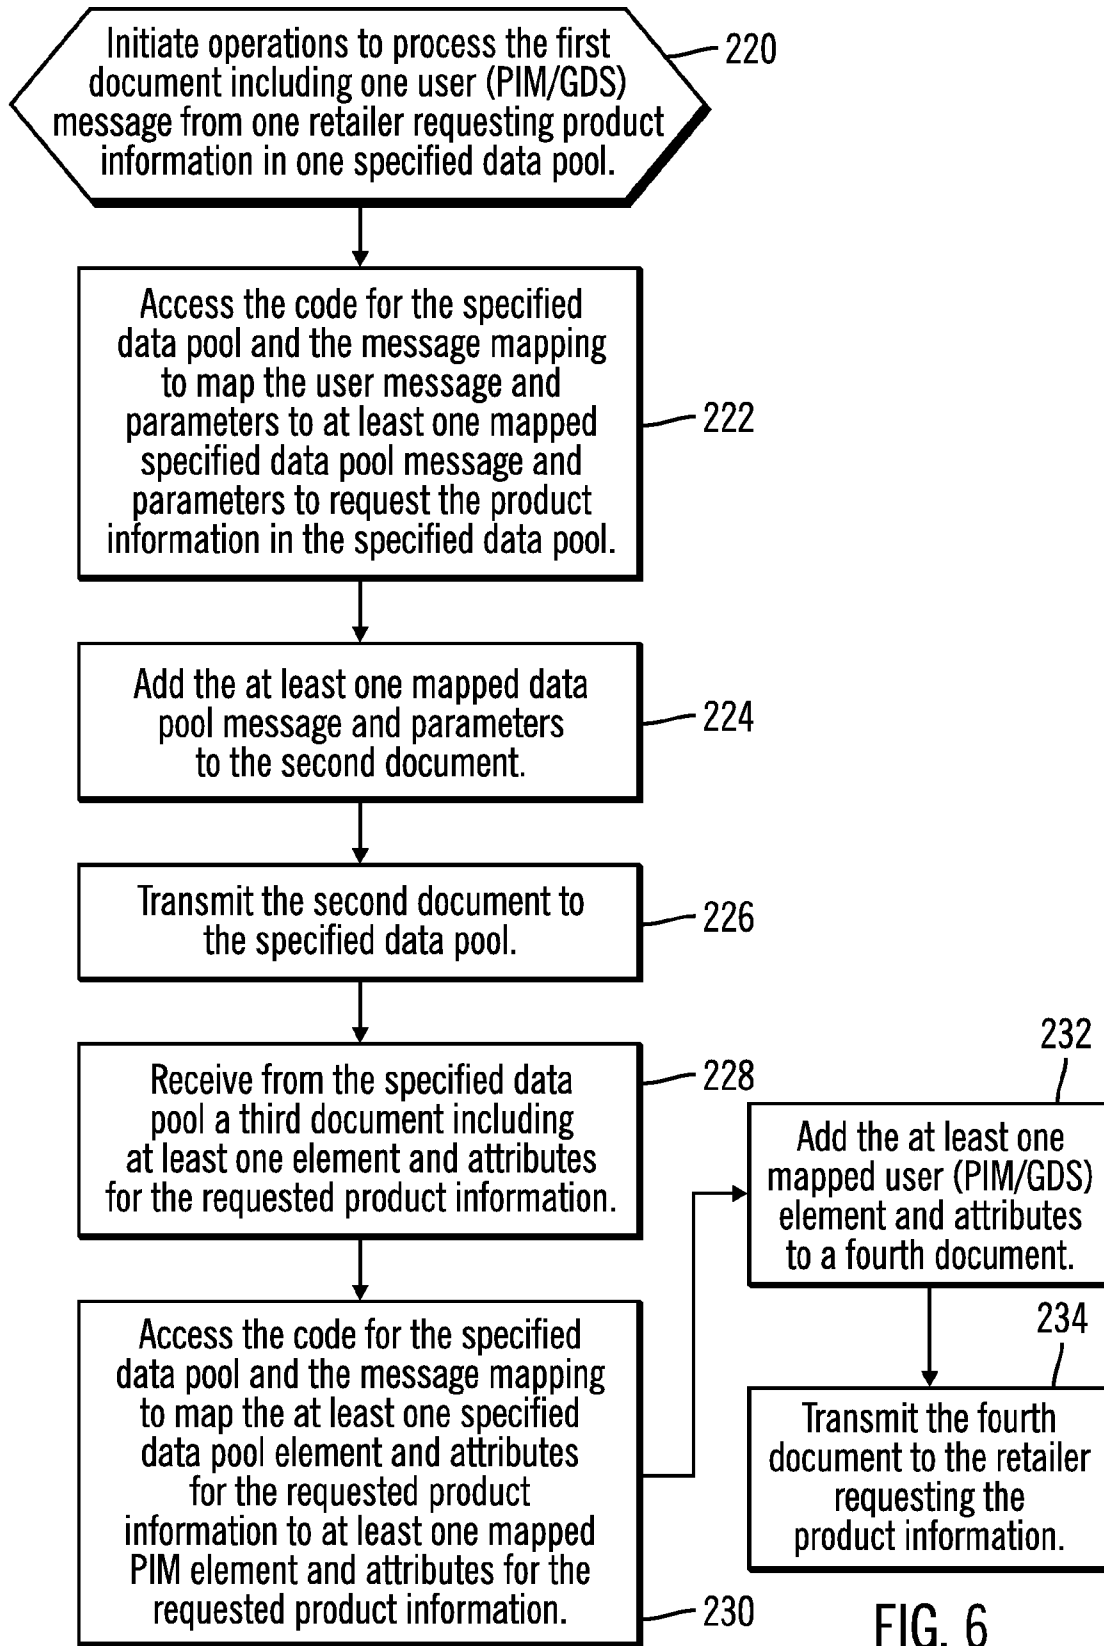 Initiate operations to process the first
document including one user (PIM/GDS)
message from one retailer requesting product
information in one specified data pool.
220
Access the code for the specified
data pool and the message mapping
to map the user message and
parameters to at least one mapped
specified data pool message and
parameters to request the product
information in the specified data pool.
222
Add the at least one mapped data
pool message and parameters
to the second document.
224
Transmit the second document to
the specified data pool.
226
Receive from the specified data
pool a third document including
at least one element and attributes
for the requested product information.
228
Access the code for the specified
data pool and the message mapping
to map the at least one specified
data pool element and attributes
for the requested product
information to at least one mapped
PIM element and attributes for the
requested product information.
230
232
Add the at least one
mapped user (PIM/GDS)
element and attributes
to a fourth document.
234
Transmit the fourth
document to the retailer
requesting the
product information.
FIG. 6